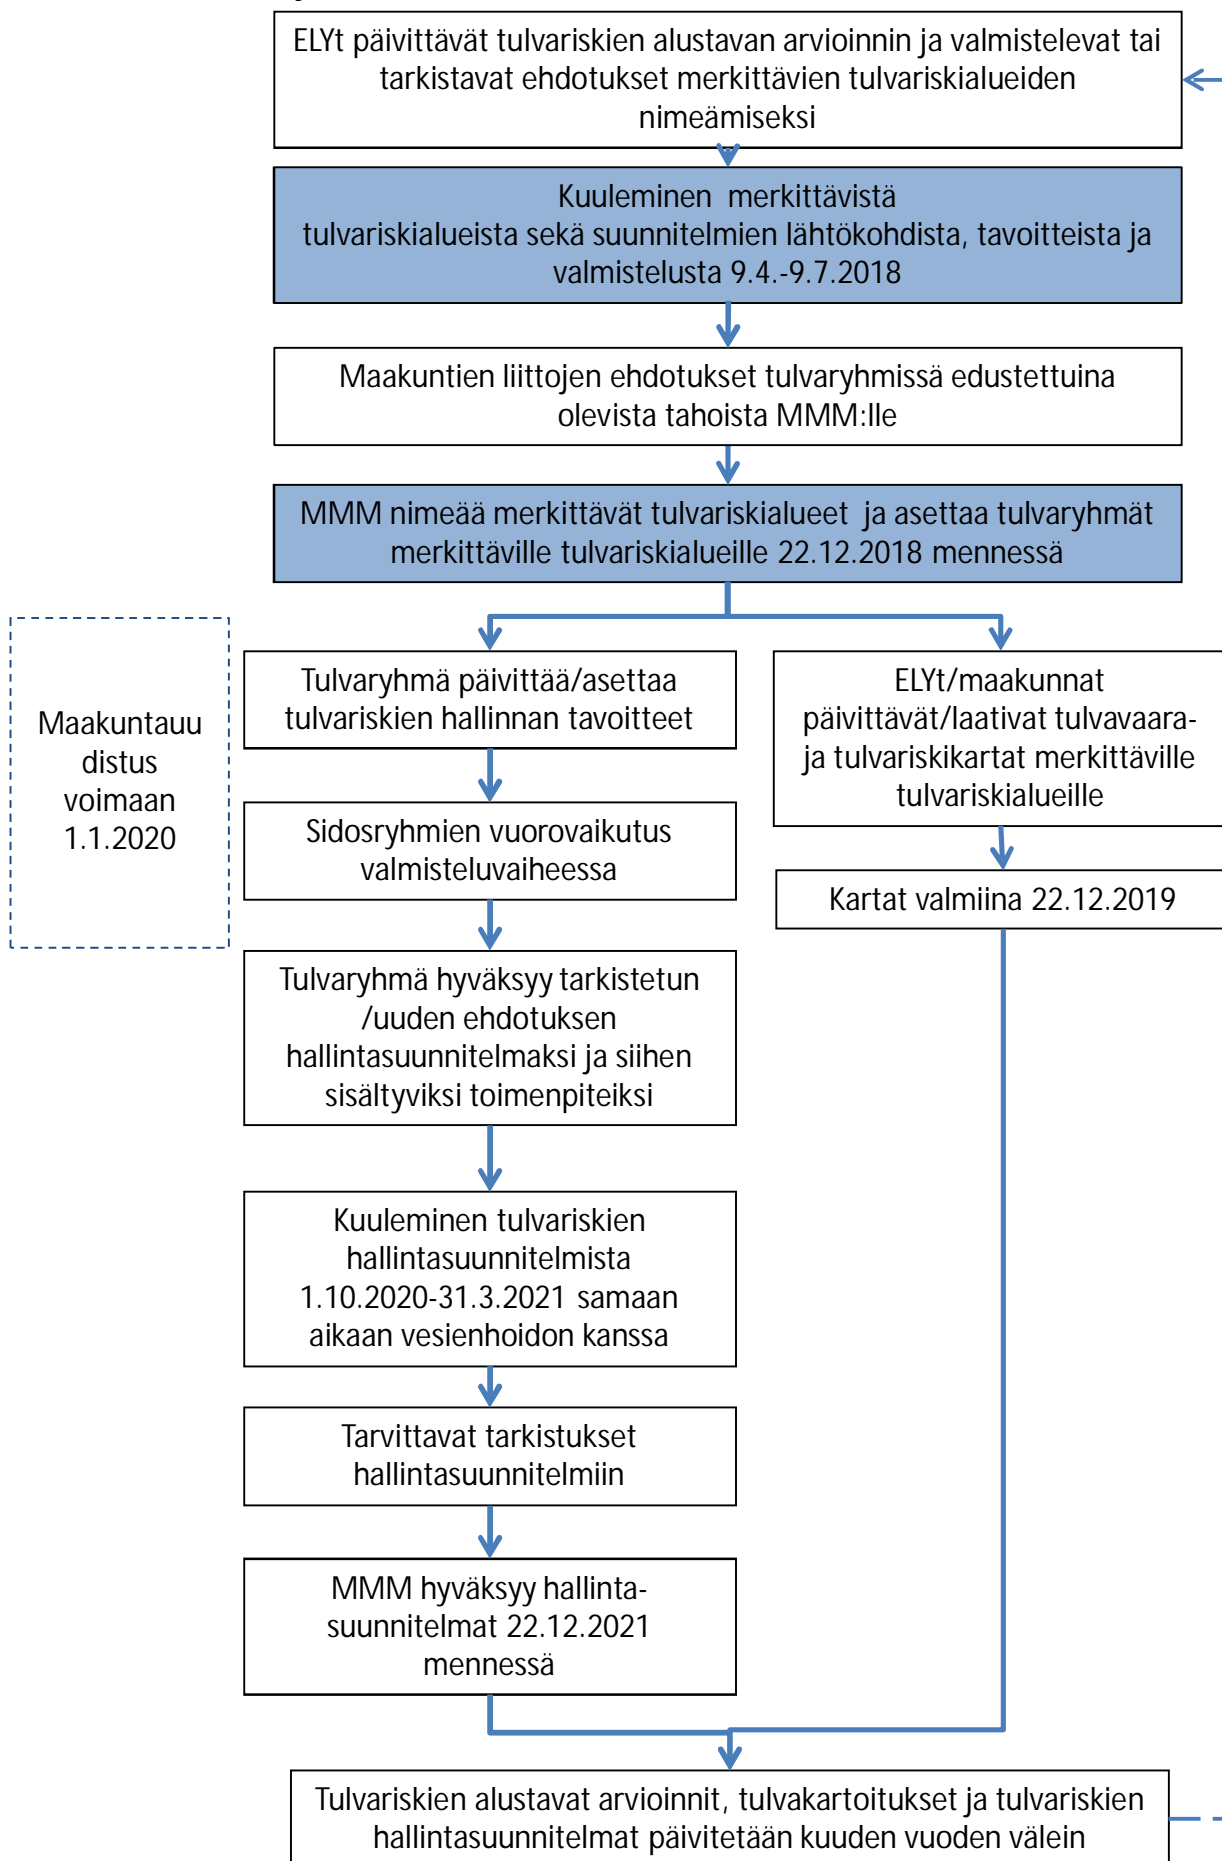 ELYt päivittävät tulvariskien alustavan arvioinnin ja valmistelevat tai
tarkistavat ehdotukset merkittävien tulvariskialueiden
nimeämiseksi
Kuuleminen merkittävistä
tulvariskialueista sekä suunnitelmien lähtökohdista, tavoitteista ja
valmistelusta 9.4.-9.7.2018
Maakuntien liittojen ehdotukset tulvaryhmissä edustettuina
olevista tahoista MMM:lle
MMM nimeää merkittävät tulvariskialueet ja asettaa tulvaryhmät
merkittäville tulvariskialueille 22.12.2018 mennessä
Maakuntauu
distus
voimaan
1.1.2020
Tulvaryhmä päivittää/asettaa
tulvariskien hallinnan tavoitteet
Sidosryhmien vuorovaikutus
valmisteluvaiheessa
Tulvaryhmä hyväksyy tarkistetun
/uuden ehdotuksen
hallintasuunnitelmaksi ja siihen
sisältyviksi toimenpiteiksi
Kuuleminen tulvariskien
hallintasuunnitelmista
1.10.2020-31.3.2021 samaan
aikaan vesienhoidon kanssa
Tarvittavat tarkistukset
hallintasuunnitelmiin
MMM hyväksyy hallinta-
suunnitelmat 22.12.2021
mennessä
ELYt/maakunnat
päivittävät/laativat tulvavaara-
ja tulvariskikartat merkittäville
tulvariskialueille
Kartat valmiina 22.12.2019
Tulvariskien alustavat arvioinnit, tulvakartoitukset ja tulvariskien
hallintasuunnitelmat päivitetään kuuden vuoden välein